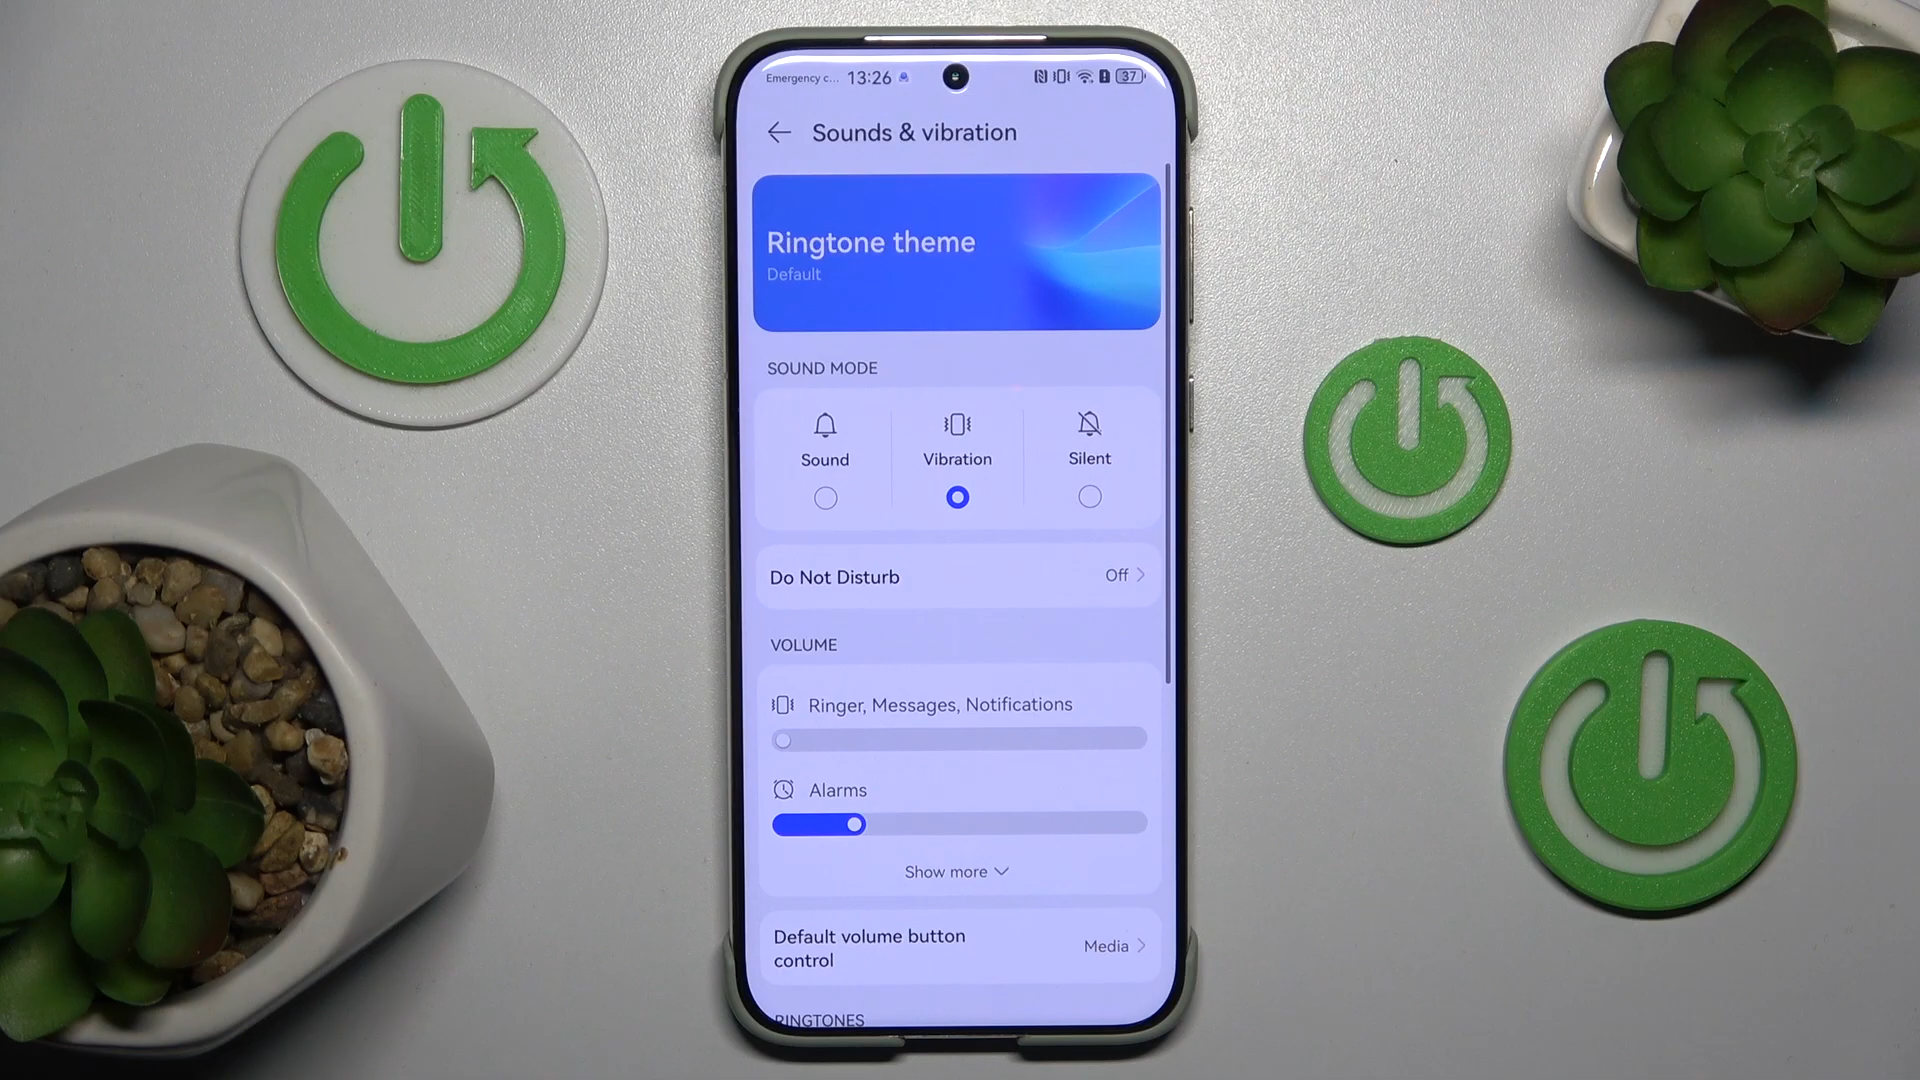 Emergency c... 13:26 37
Sounds & vibration
Ringtone theme
Default
SOUND MODE
Sound Vibration Silent
Do Not Disturb Off
VOLUME
Ringer, Messages, Notifications
Alarms
Show more
Default volume button
control
Media
RINGTONES